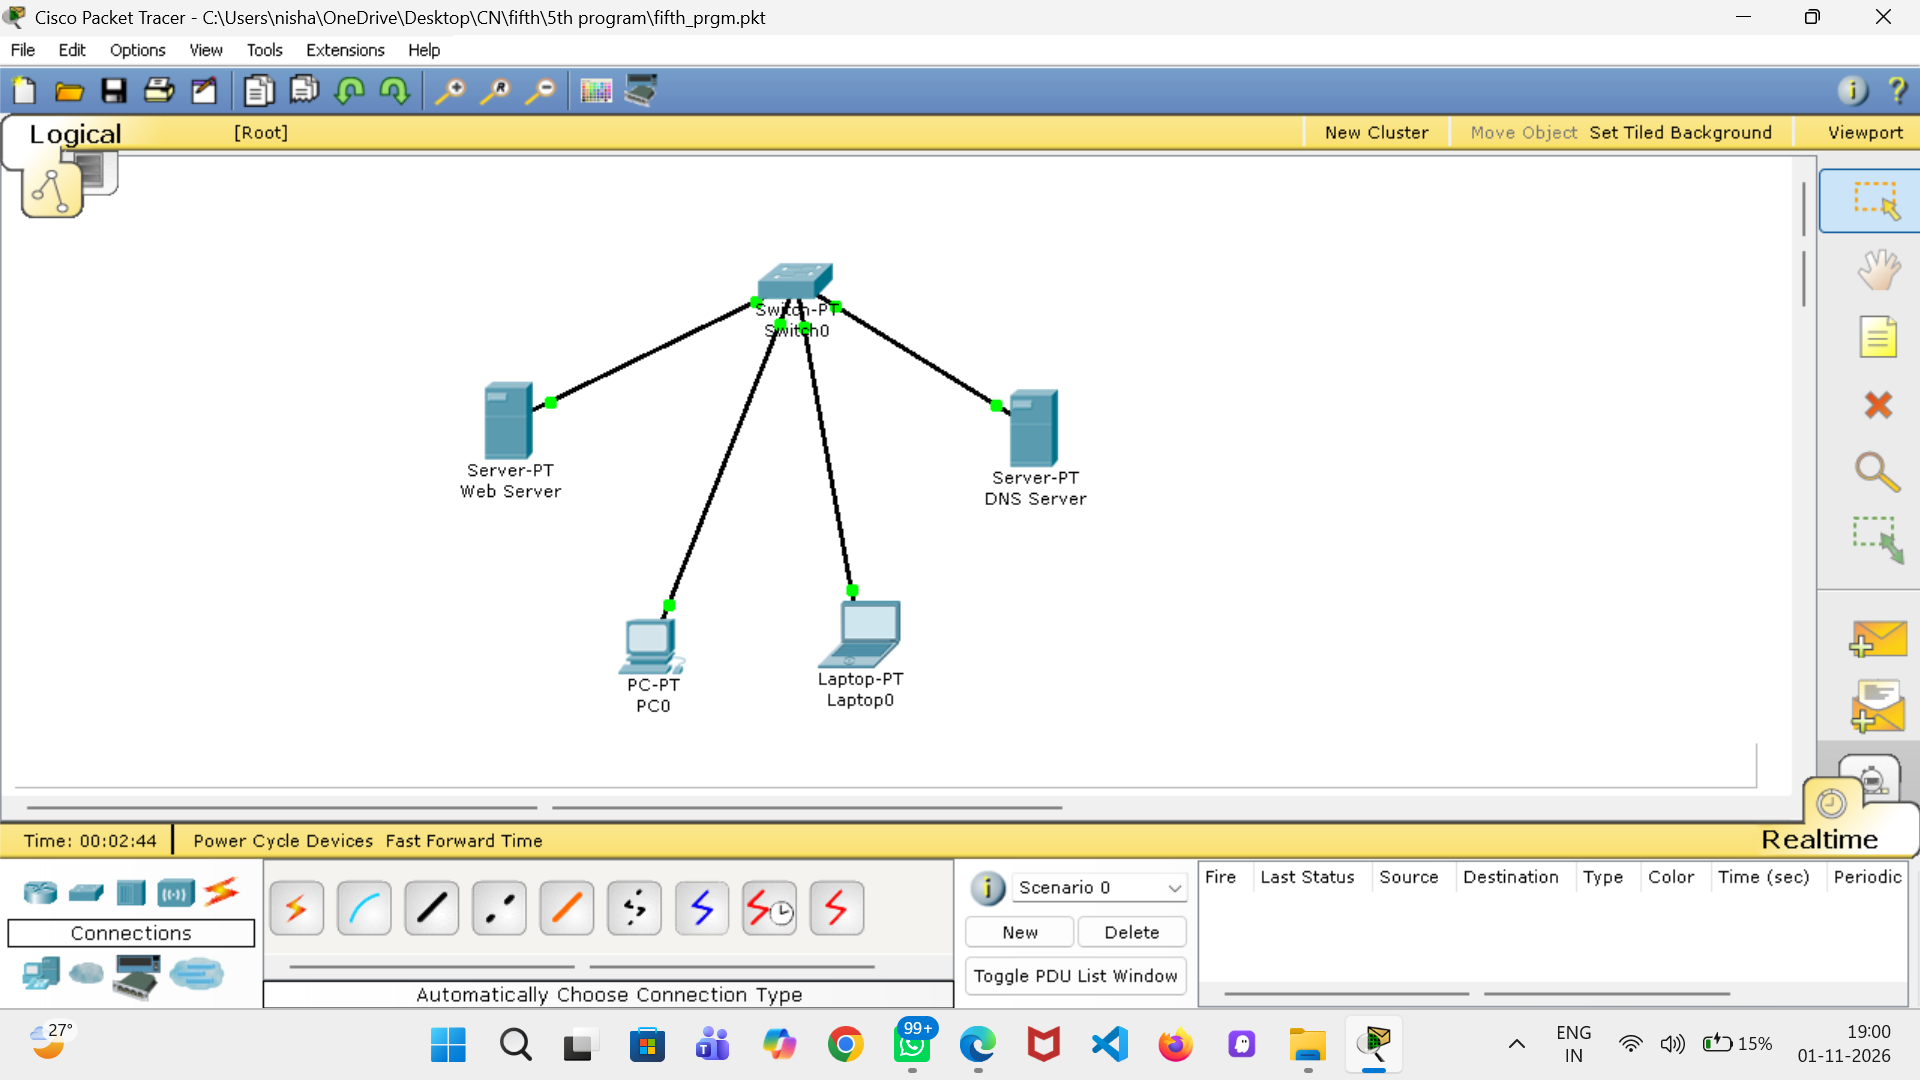 Cisco Packet Tracer - C:\Users\nisha\OneDrive\Desktop\CN\fifth\5th program\fifth_prgm.pkt
File Edit Options View Tools Extensions Help
Logical [Root] New Cluster Move Object Set Tiled Background Viewport
Switch-PT
Switch0
Server-PT
Web Server
Server-PT
DNS Server
PC-PT
PC0
Laptop-PT
Laptop0
Time: 00:02:44 Power Cycle Devices Fast Forward Time Realtime
Connections
Automatically Choose Connection Type
Scenario 0
New Delete
Toggle PDU List Window
Fire Last Status Source Destination Type Color Time (sec) Periodic
27°
99+
ENG
IN
15%
19:00
01-11-2026